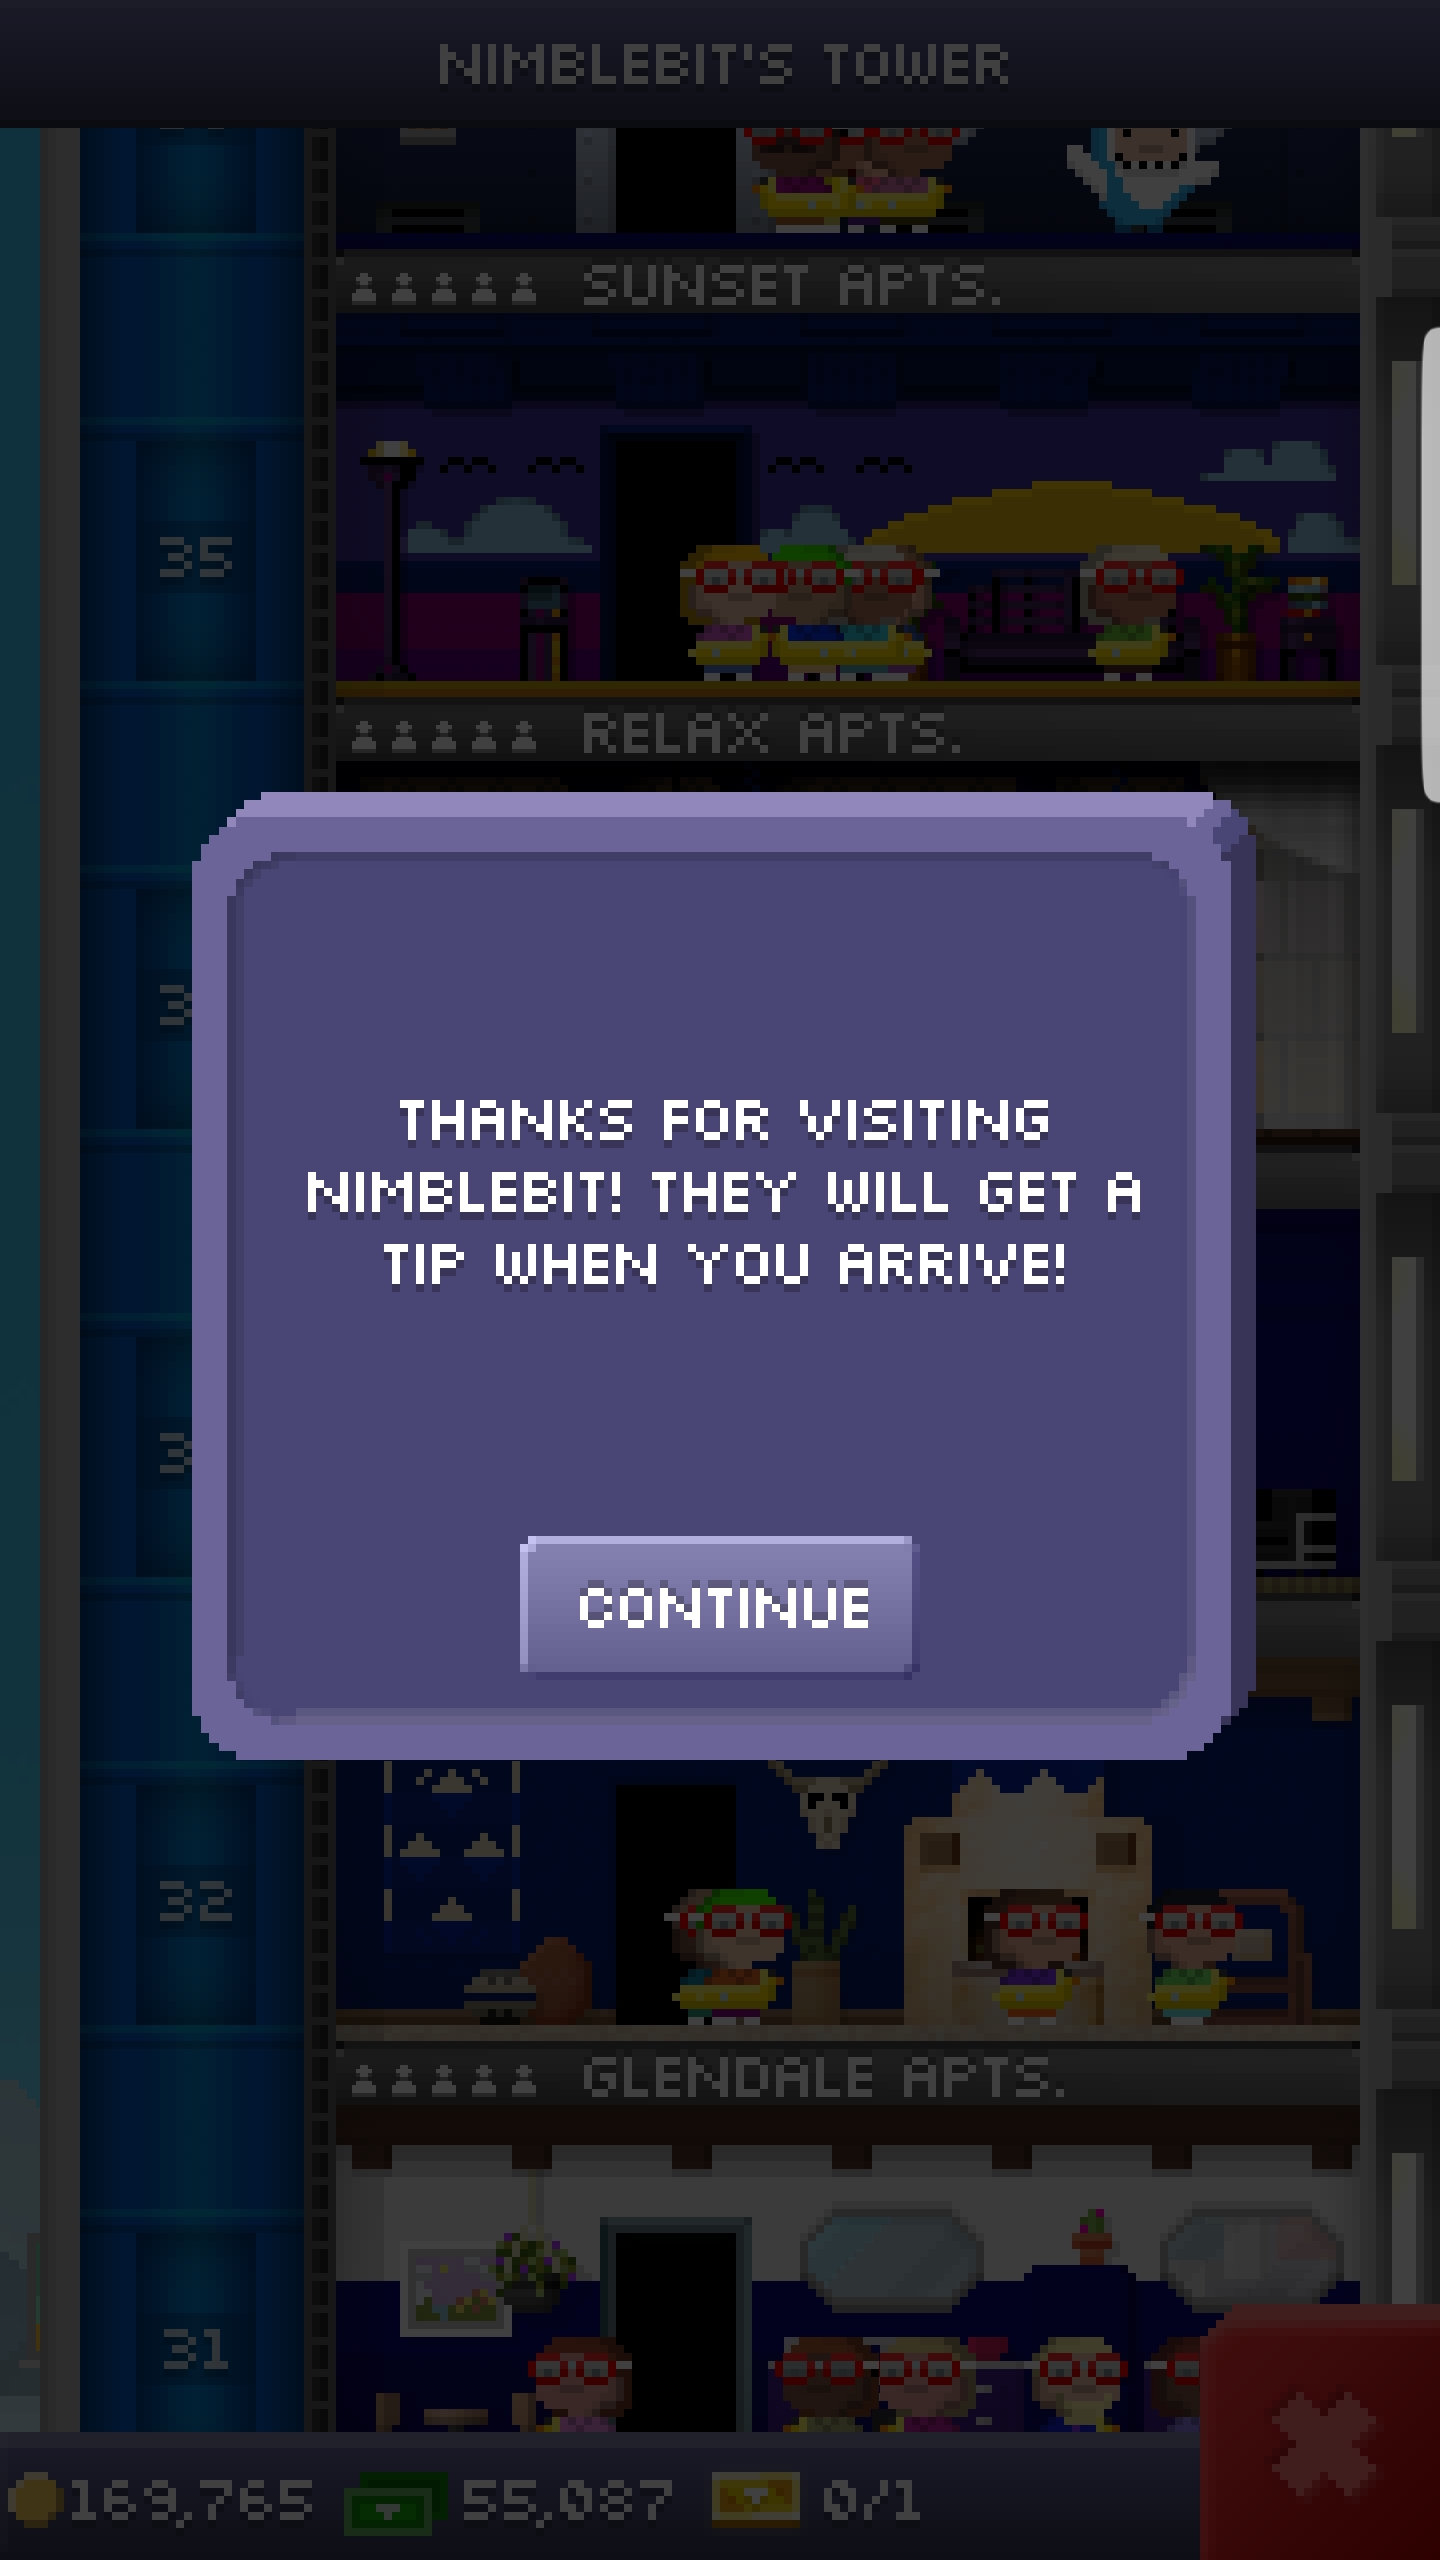 NIMBLEBIT'S TOWER
SUNSET APTS.
35
RELAX APTS.
THANKS FOR VISITING
NIMBLEBIT! THEY WILL GET A
TIP WHEN YOU ARRIVE!
CONTINUE
32
GLENDALE APTS.
31
169,765 55,087 0/1